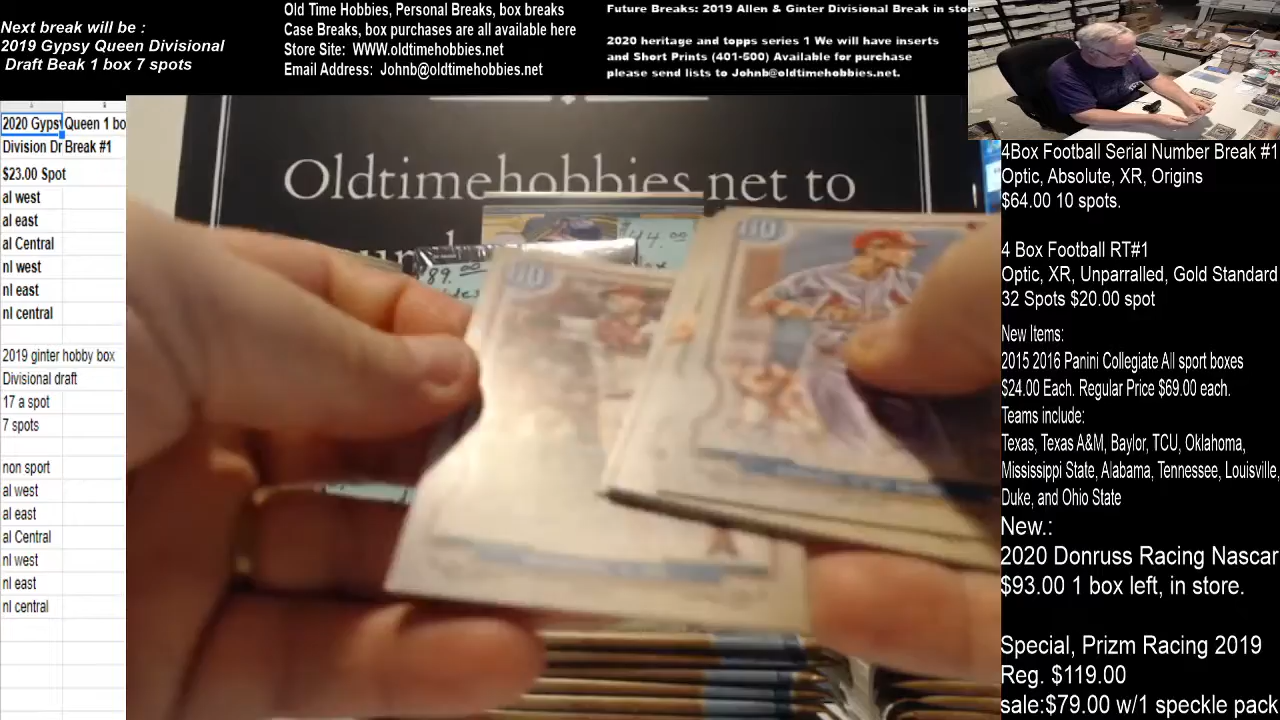 Next break will be :
2019 Gypsy Queen Divisional
Draft Beak 1 box 7 spots
Old Time Hobbies, Personal Breaks, box breaks
Case Breaks, box purchases are all available here
Store Site: WWW.oldtimehobbies.net
Email Address: Johnb@oldtimehobbies.net
Future Breaks: 2019 Allen & Ginter Divisional Break in store
2020 heritage and topps series 1 We will have inserts
and Short Prints (401-500) Available for purchase
please send lists to Johnb@oldtimehobbies.net.
2020 Gypsy Queen 1 bo
Division Dr Break #1
$23.00 Spot
al west
al east
al Central
nl west
nl east
nl central
2019 ginter hobby box
Divisional draft
17 a spot
7 spots
non sport
al west
al east
al Central
nl west
nl east
nl central
Oldtimehobbies.net to
$44.00
$89.00
4Box Football Serial Number Break #1
Optic, Absolute, XR, Origins
$64.00 10 spots.
4 Box Football RT#1
Optic, XR, Unparralled, Gold Standard
32 Spots $20.00 spot
New Items:
2015 2016 Panini Collegiate All sport boxes
$24.00 Each. Regular Price $69.00 each.
Teams include:
Texas, Texas A&M, Baylor, TCU, Oklahoma,
Mississippi State, Alabama, Tennessee, Louisville,
Duke, and Ohio State
New.:
2020 Donruss Racing Nascar
$93.00 1 box left, in store.
Special, Prizm Racing 2019
Reg. $119.00
sale:$79.00 w/1 speckle pack